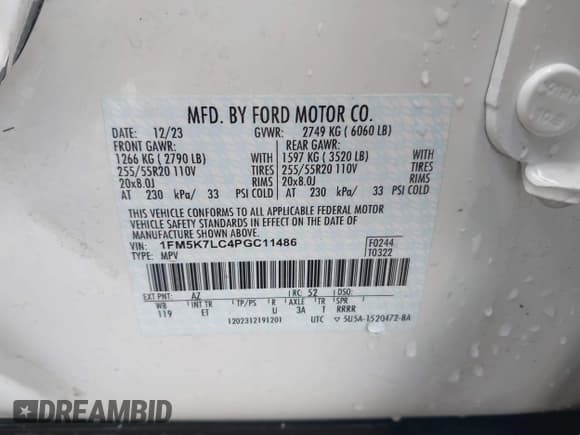 MFD. BY FORD MOTOR CO.
DATE: 12/23 GVWR: 2749 KG ( 6060 LB)
FRONT GAWR: REAR GAWR:
1266 KG ( 2790 LB) WITH 1597 KG ( 3520 LB) WITH
255/55R20 110V TIRES 255/55R20 110V TIRES
20x8.0J RIMS 20x8.0J RIMS
AT 230 kPa/ 33 PSI COLD AT 230 kPa/ 33 PSI COLD
THIS VEHICLE CONFORMS TO ALL APPLICABLE FEDERAL MOTOR
VEHICLE SAFETY STANDARDS IN EFFECT ON THE DATE OF
MANUFACTURE SHOWN ABOVE.
VIN: 1FM5K7LC4PGC11486 F0244
TYPE: MPV T0322
EXT PNT: AZ RC: 52 DSO:
WB INT TR TP/PS R AXLE TR SPR
119 ET U 3A T RRRR
1202312191201 UTC ▽ 5U5A-1520472-BA
DREAMBID